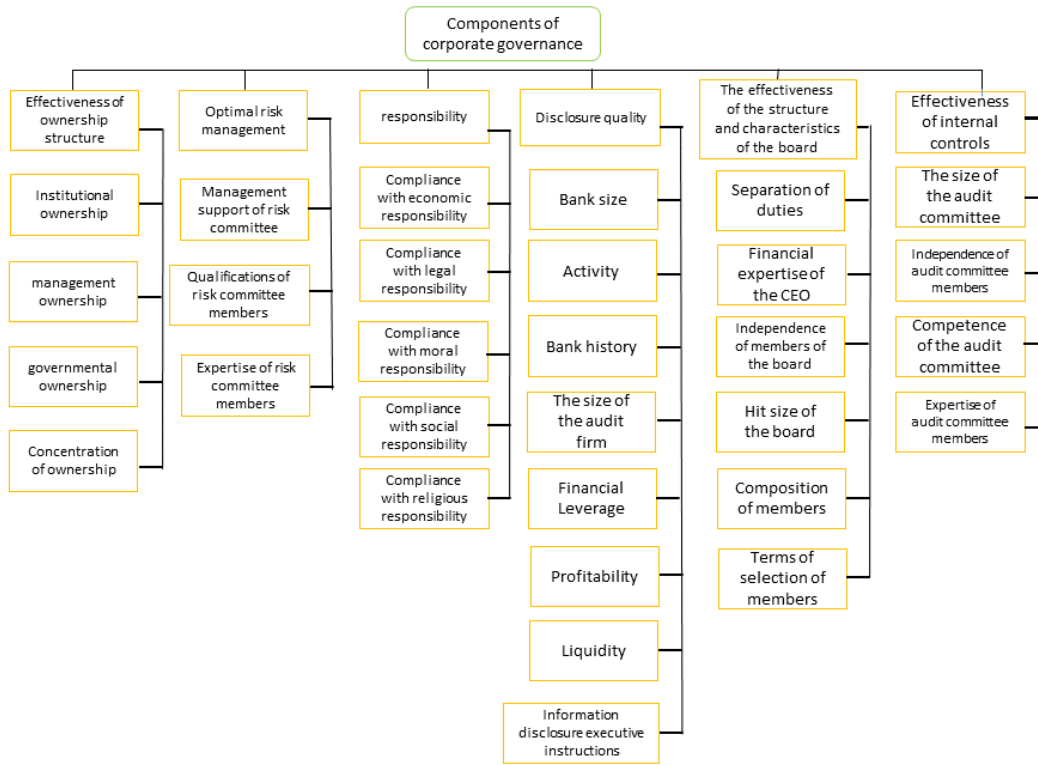 Components of
corporate governance
Effectiveness of
ownership
structure
Institutional
ownership
management
ownership
governmental
ownership
Concentration
of ownership
Optimal risk
management
Management
support of risk
committee
Qualifications of
risk committee
members
Expertise of risk
committee
members
responsibility
Compliance
with economic
responsibility
Compliance
with legal
responsibility
Compliance
with moral
responsibility
Compliance
with social
responsibility
Compliance
with religious
responsibility
Disclosure quality
Bank size
Activity
Bank history
The size of
the audit
firm
Financial
Leverage
Profitability
Liquidity
Information
disclosure executive
instructions
The effectiveness
of the structure
and characteristics
of the board
Separation of
duties
Financial
expertise of
the CEO
Independence
of members of
the board
Hit size of
the board
Composition
of members
Terms of
selection of
members
Effectiveness
of internal
controls
The size of
the audit
committee
Independence of
audit committee
members
Competence
of the audit
committee
Expertise of
audit committee
members